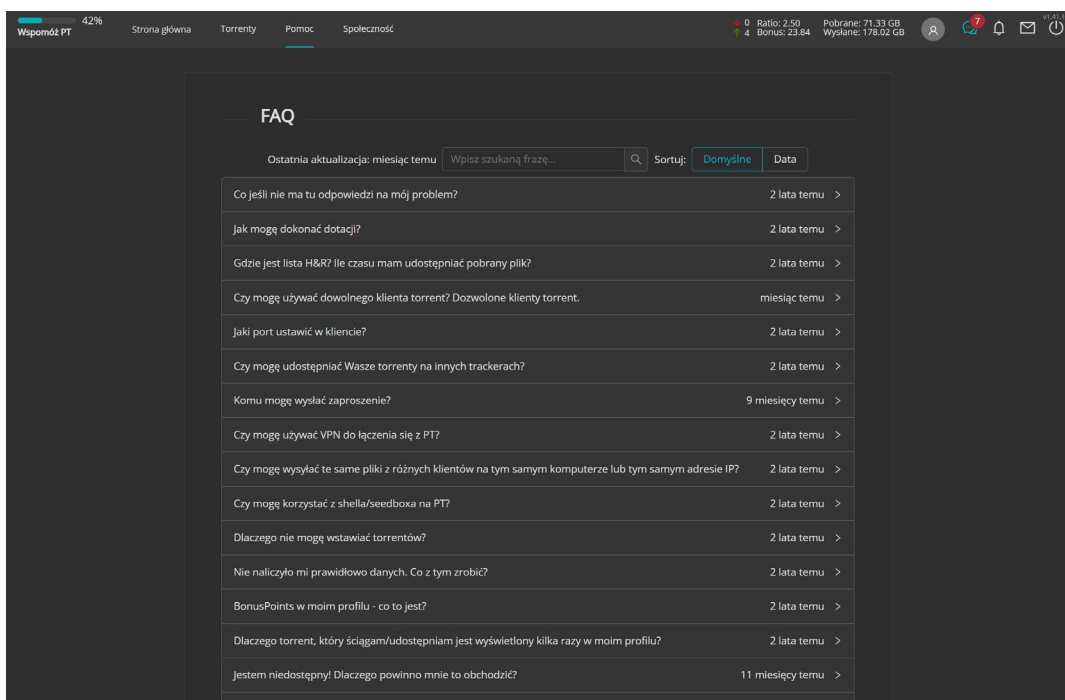 42%
Wspomóż PT
Strona główna
Torrenty
Pomoc
Społeczność
0 Ratio: 2.50 Pobrane: 71.33 GB
4 Bonus: 23.84 Wysłane: 178.02 GB
7
FAQ
Ostatnia aktualizacja: miesiąc temu Wpisz szukaną frazę... Sortuj: Domyślne Data
Co jeśli nie ma tu odpowiedzi na mój problem? 2 lata temu >
Jak mogę dokonać dotacji? 2 lata temu >
Gdzie jest lista H&R? Ile czasu mam udostępniać pobrany plik? 2 lata temu >
Czy mogę używać dowolnego klienta torrent? Dozwolone klienty torrent. miesiąc temu >
Jaki port ustawić w kliencie? 2 lata temu >
Czy mogę udostępniać Wasze torrenty na innych trackerach? 2 lata temu >
Komu mogę wysłać zaproszenie? 9 miesięcy temu >
Czy mogę używać VPN do łączenia się z PT? 2 lata temu >
Czy mogę wysyłać te same pliki z różnych klientów na tym samym komputerze lub tym samym adresie IP? 2 lata temu >
Czy mogę korzystać z shella/seedboxa na PT? 2 lata temu >
Dlaczego nie mogę wstawiać torrentów? 2 lata temu >
Nie naliczyło mi prawidłowo danych. Co z tym zrobić? 2 lata temu >
BonusPoints w moim profilu - co to jest? 2 lata temu >
Dlaczego torrent, który ściągam/udostępniam jest wyświetlony kilka razy w moim profilu? 2 lata temu >
Jestem niedostępny! Dlaczego powinno mnie to obchodzić? 11 miesięcy temu >